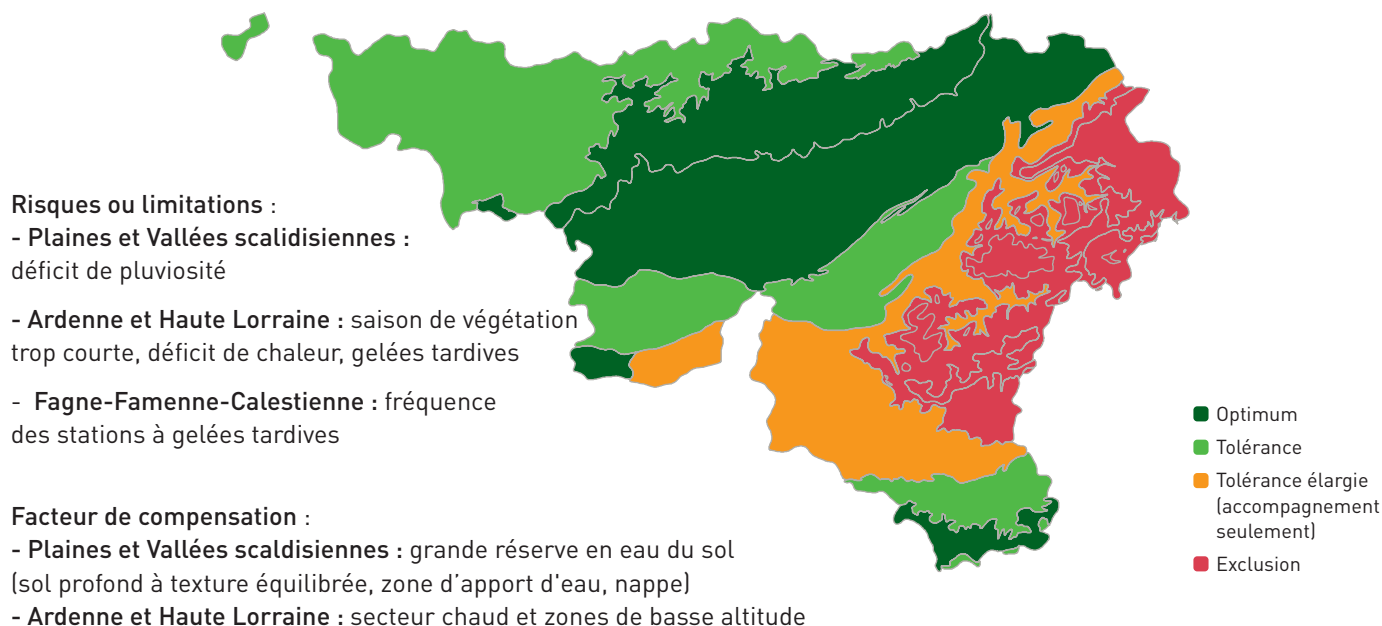 Risques ou limitations :
- Plaines et Vallées scalidisiennes :
déficit de pluviosité
- Ardenne et Haute Lorraine : saison de végétation
trop courte, déficit de chaleur, gelées tardives
- Fagne-Famenne-Calestienne : fréquence
des stations à gelées tardives
Facteur de compensation :
- Plaines et Vallées scaldisiennes : grande réserve en eau du sol
(sol profond à texture équilibrée, zone d’apport d'eau, nappe)
- Ardenne et Haute Lorraine : secteur chaud et zones de basse altitude
Optimum
Tolérance
Tolérance élargie
(accompagnement
seulement)
Exclusion